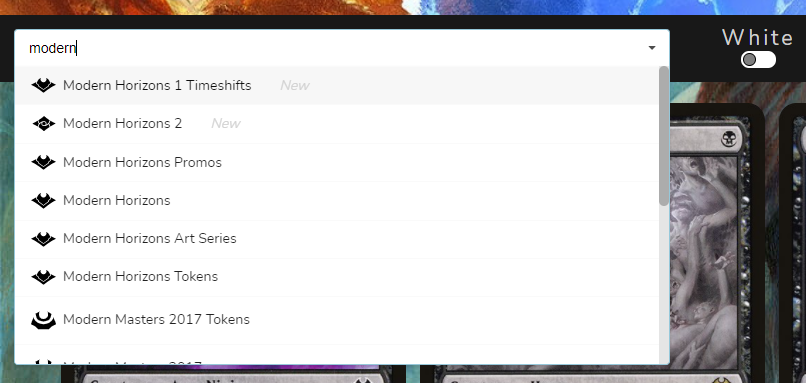 modern
White
Modern Horizons 1 Timeshifts New
Modern Horizons 2 New
Modern Horizons Promos
Modern Horizons
Modern Horizons Art Series
Modern Horizons Tokens
Modern Masters 2017 Tokens